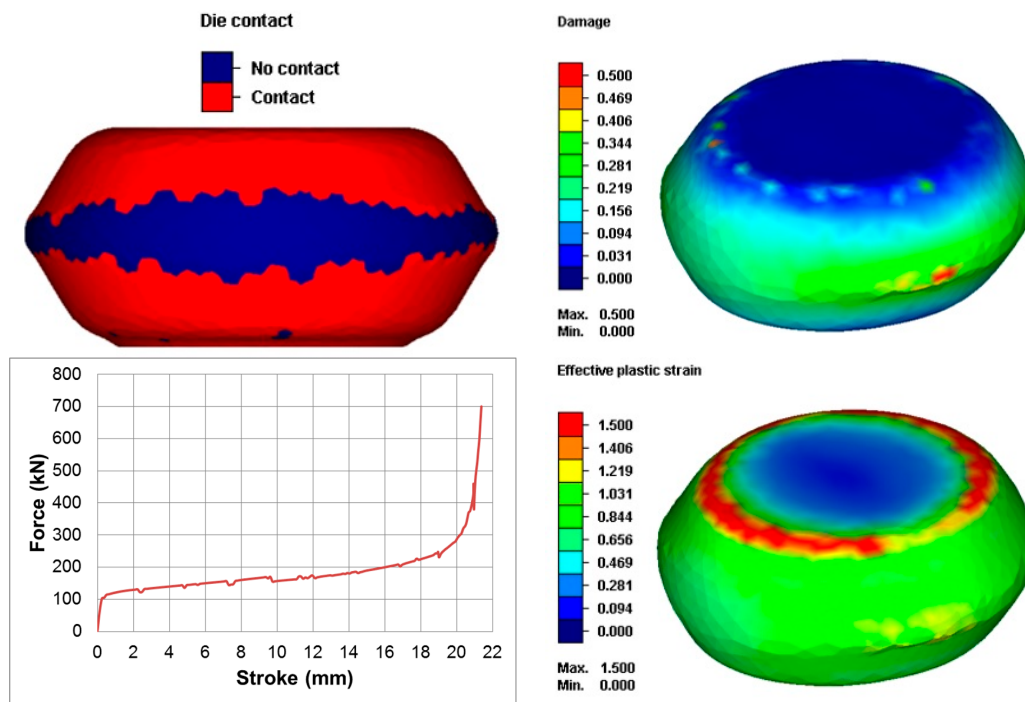 Die contact
No contact
Contact
Damage
0.500
0.469
0.406
0.344
0.281
0.219
0.156
0.094
0.031
0.000
Max. 0.500
Min. 0.000
800
700
600
500
400
300
200
100
0
Force (kN)
0 2 4 6 8 10 12 14 16 18 20 22
Stroke (mm)
Effective plastic strain
1.500
1.406
1.219
1.031
0.844
0.656
0.469
0.281
0.094
0.000
Max. 1.500
Min. 0.000